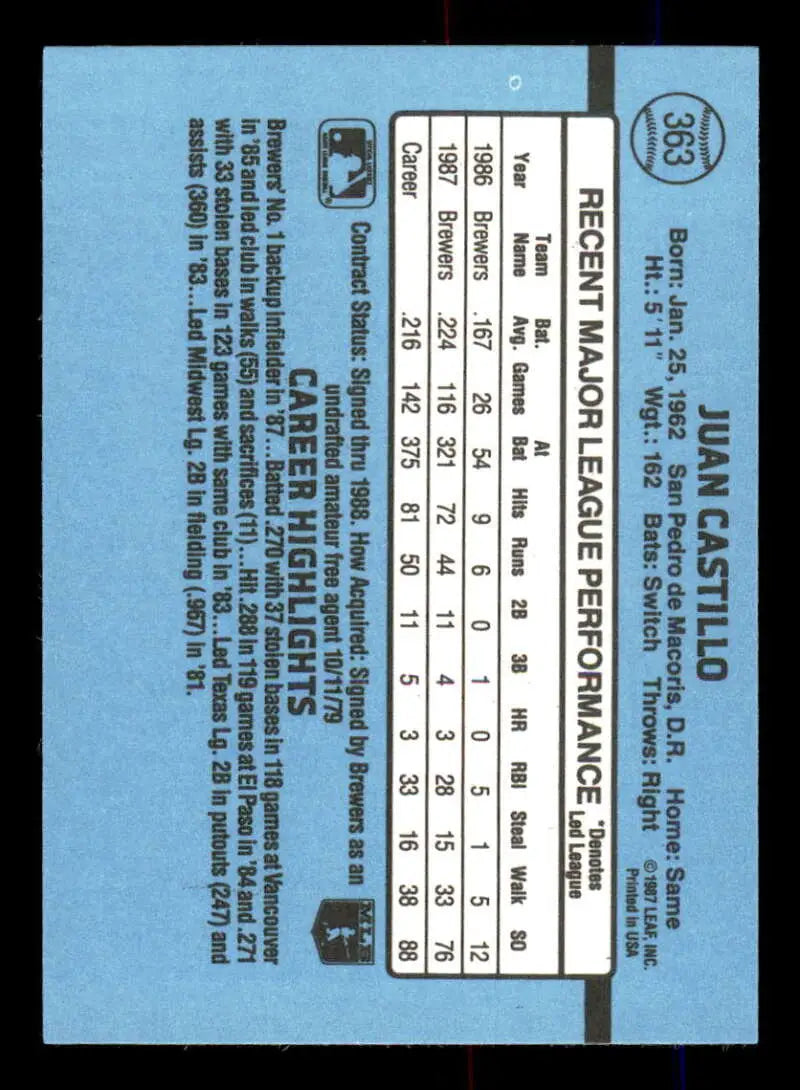 363
JUAN CASTILLO
Born: Jan. 25, 1962 San Pedro de Macoris, D.R. Home: Same
Ht.: 5'11" Wgt.: 162 Bats: Switch Throws: Right
© 1987 LEAF, INC.
Printed in USA
RECENT MAJOR LEAGUE PERFORMANCE
*Denotes
Led League
Year Team Name Bat. Avg. Games At Bat Hits Runs 2B 3B HR RBI Steal Walk SO
1986 Brewers .167 26 54 9 6 0 1 0 5 1 5 12
1987 Brewers .224 116 321 72 44 11 4 3 28 15 33 76
Career .216 142 375 81 50 11 5 3 33 16 38 88
Contract Status: Signed thru 1988. How Acquired: Signed by Brewers as an
undrafted amateur free agent 10/11/79
MLB
CAREER HIGHLIGHTS
Brewers' No. 1 backup infielder in '87...Batted .270 with 37 stolen bases in 118 games at Vancouver
in '85 and led club in walks (55) and sacrifices (11)...Hit .288 in 119 games at El Paso in '84 and .271
with 33 stolen bases in 123 games with same club in '83...Led Texas Lg. 2B in putouts (247) and
assists (360) in '83...Led Midwest Lg. 2B in fielding (.967) in '81.